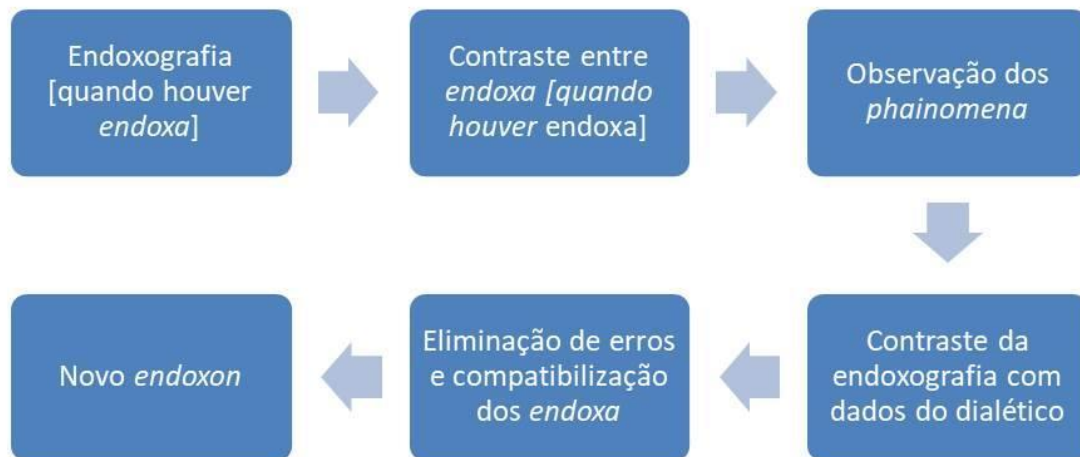 Endoxografia
[quando houver
endoxa]
Contraste entre
endoxa [quando
houver endoxa]
Observação dos
phainomena
Contraste da
endoxografia com
dados do dialético
Eliminação de erros
e compatibilização
dos endoxa
Novo endoxon